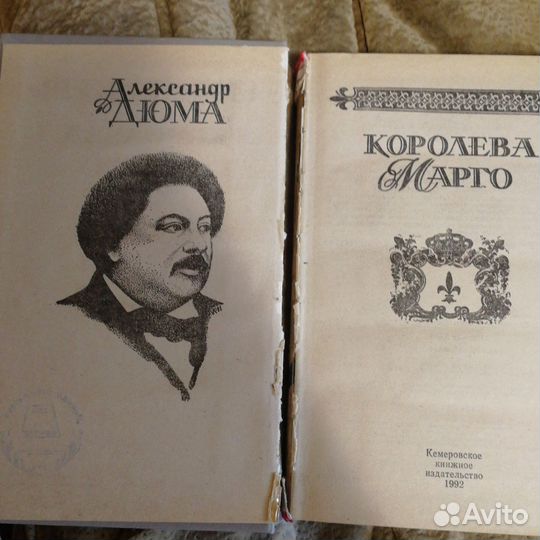 Александр
ДЮМА
КОРОЛЕВА
МАРГО
Кемеровское
книжное
издательство
1992
Avito